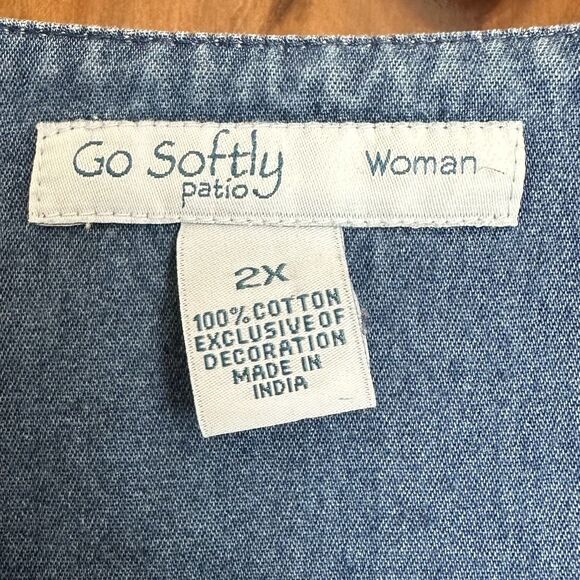 Go Softly Woman
patio
2X
100% COTTON
EXCLUSIVE OF
DECORATION
MADE IN
INDIA